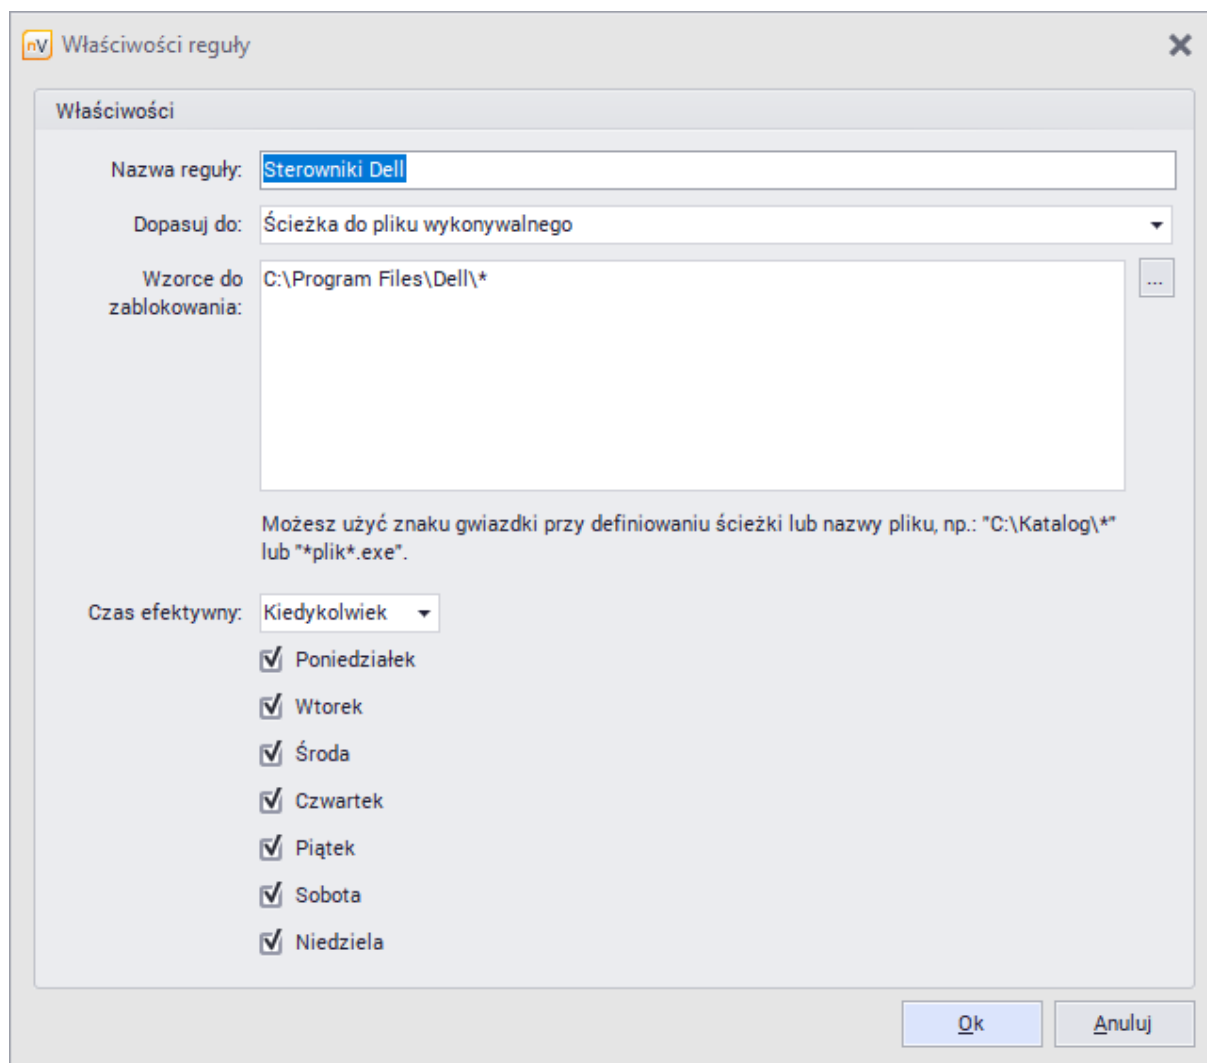 nV Właściwości reguły
Właściwości
Nazwa reguły: Sterowniki Dell
Dopasuj do: Ścieżka do pliku wykonywalnego
Wzorce do C:\Program Files\Dell\* ...
zablokowania:
Możesz użyć znaku gwiazdki przy definiowaniu ścieżki lub nazwy pliku, np.: "C:\Katalog\*"
lub "*plik*.exe".
Czas efektywny: Kiedykolwiek
Poniedziałek
Wtorek
Środa
Czwartek
Piątek
Sobota
Niedziela
Ok Anuluj